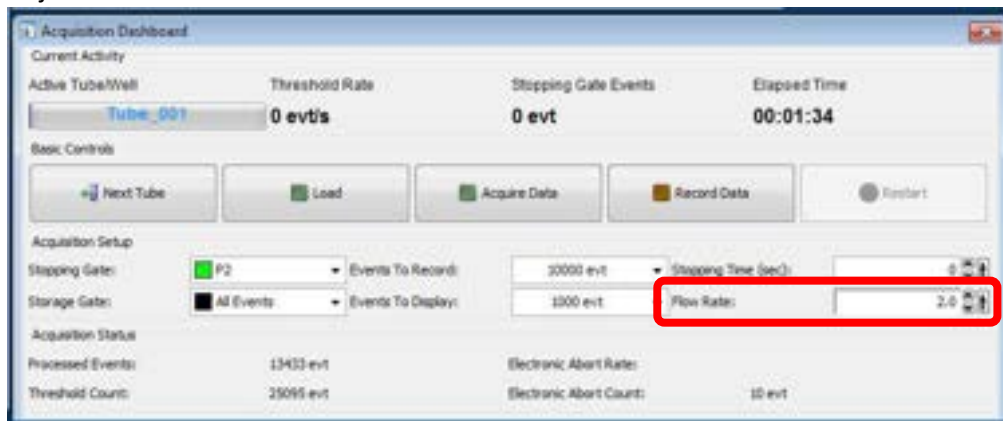 Acquisition Dashboard
Current Activity
Active Tube/Well Threshold Rate Stopping Gate Events Elapsed Time
Tube_001 0 evt/s 0 evt 00:01:34
Basic Controls
Next Tube Load Acquire Data Record Data Restart
Acquisition Setup
Stopping Gate: P2 Events To Record: 10000 evt Stopping Time (sec): 0
Storage Gate: All Events Events To Display: 1000 evt Flow Rate: 2.0
Acquisition Status
Processed Events: 13433 evt Electronic Abort Rate:
Threshold Count: 25095 evt Electronic Abort Count: 10 evt